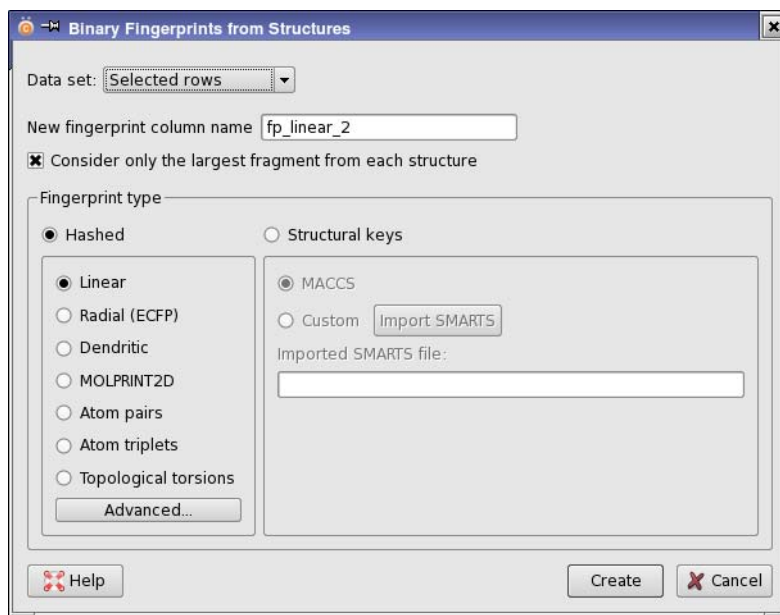 Binary Fingerprints from Structures
Data set: Selected rows
New fingerprint column name fp_linear_2
Consider only the largest fragment from each structure
Fingerprint type
Hashed Structural keys
Linear MACCS
Radial (ECFP) Custom Import SMARTS
Dendritic Imported SMARTS file:
MOLPRINT2D
Atom pairs
Atom triplets
Topological torsions
Advanced...
Help Create Cancel